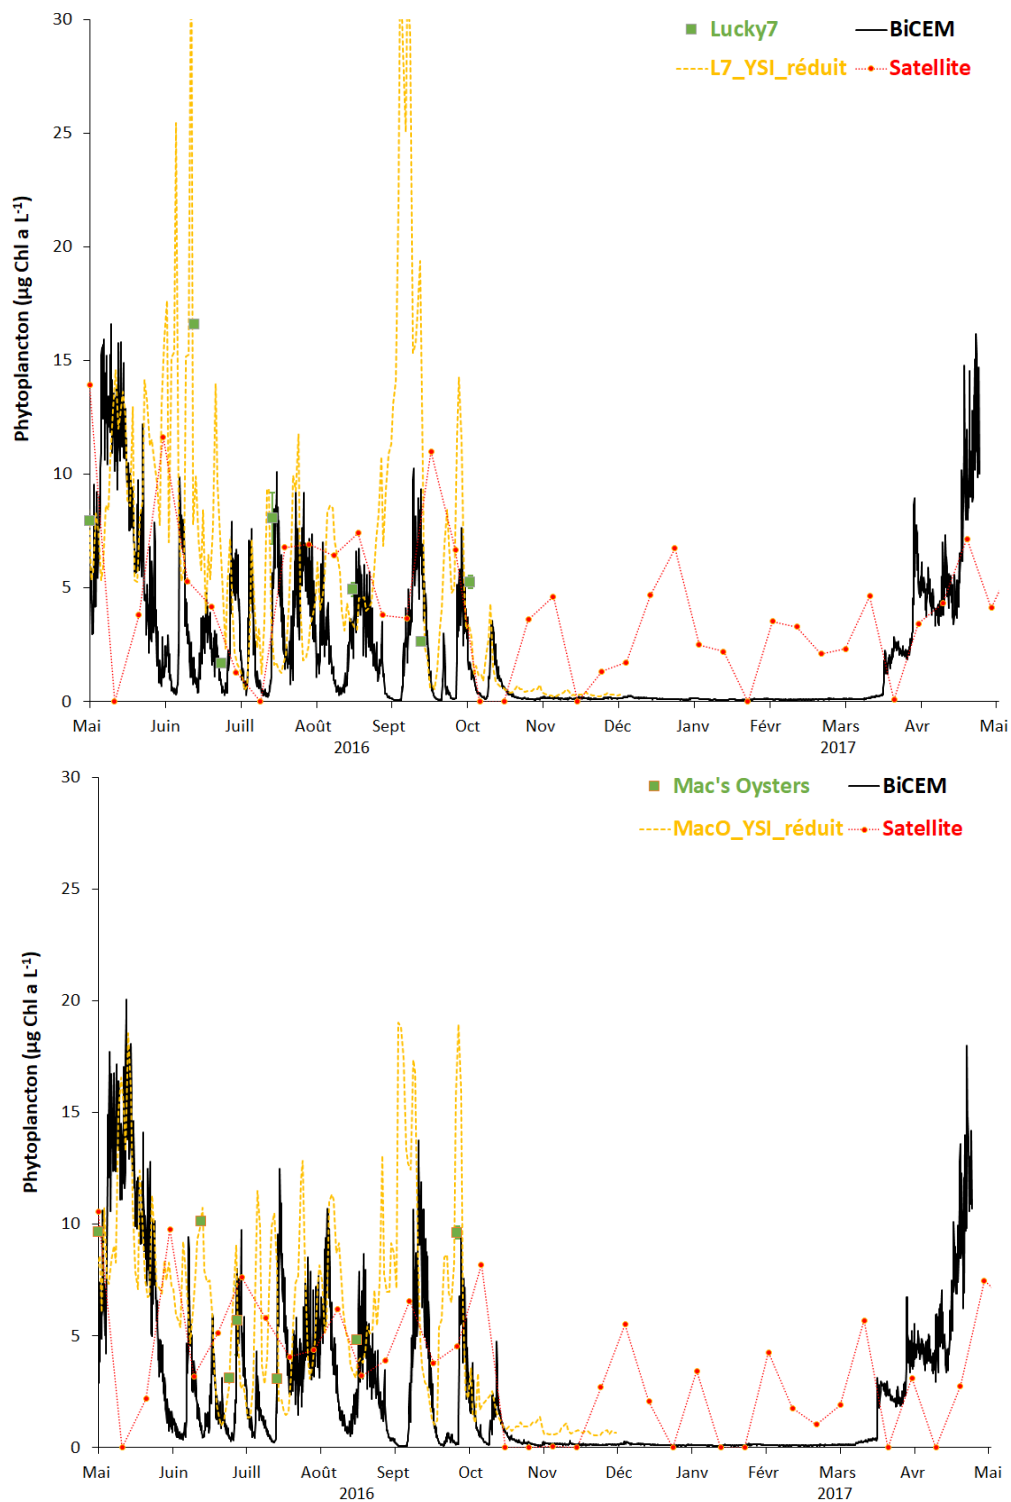 30
Lucky7
BiCEM
L7_YSI_réduit
Satellite
25
20
15
10
5
0
Phytoplancton (µg Chl a L-1)
Mai Juin Juill Août Sept Oct Nov Déc Janv Févr Mars Avr Mai
2016 2017
30
Mac's Oysters
BiCEM
MacO_YSI_réduit
Satellite
25
20
15
10
5
0
Phytoplancton (µg Chl a L-1)
Mai Juin Juill Août Sept Oct Nov Déc Janv Févr Mars Avr Mai
2016 2017